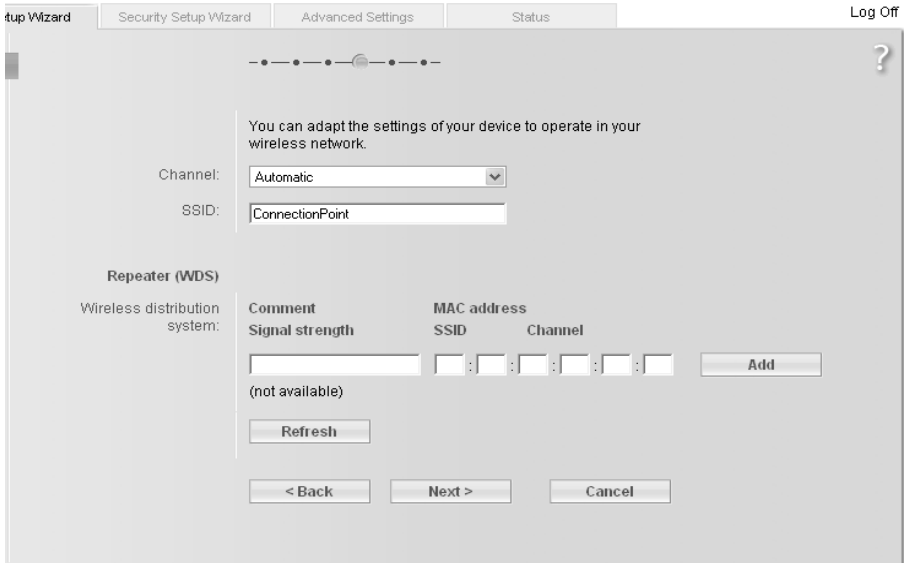 etup Wizard Security Setup Wizard Advanced Settings Status Log Off
?
You can adapt the settings of your device to operate in your
wireless network.
Channel: Automatic
SSID: ConnectionPoint
Repeater (WDS)
Wireless distribution system: Comment MAC address
Signal strength SSID Channel
: : : : : Add
(not available)
Refresh
< Back Next > Cancel